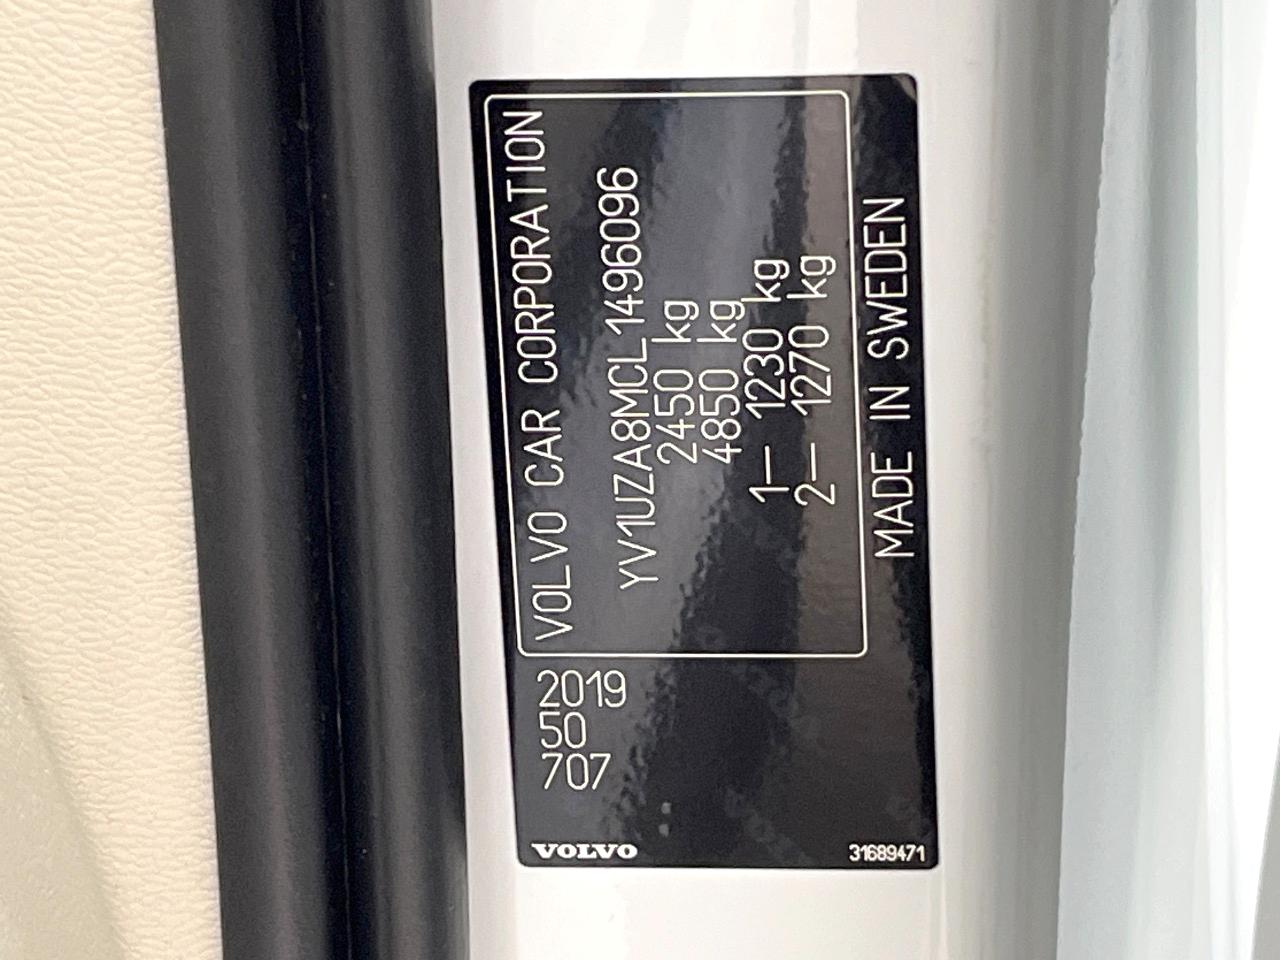 VOLVO CAR CORPORATION
YV1UZA8MCL1496096
2450 kg
4850 kg
1— 1230 kg
2— 1270 kg
MADE IN SWEDEN
2019
50
707
VOLVO
31689471